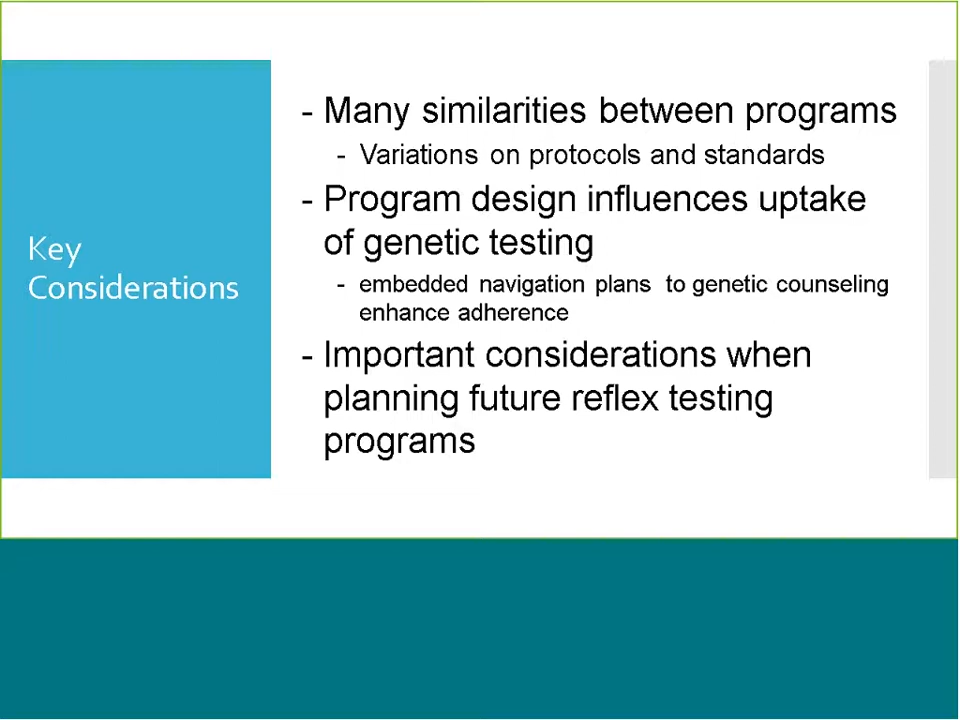 Key
Considerations
- Many similarities between programs
- Variations on protocols and standards
- Program design influences uptake
of genetic testing
- embedded navigation plans to genetic counseling
enhance adherence
- Important considerations when
planning future reflex testing
programs